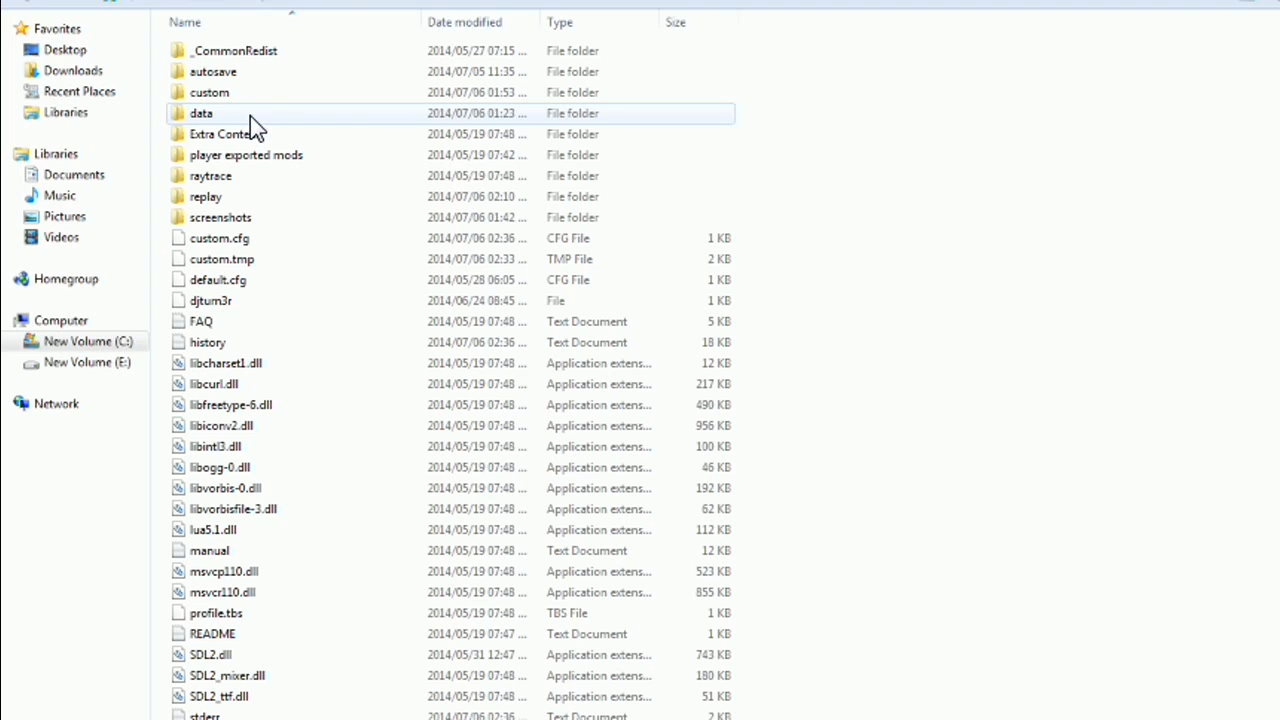 Name Date modified Type Size
Favorites
Desktop
Downloads
Recent Places
Libraries
Libraries
Documents
Music
Pictures
Videos
Homegroup
Computer
New Volume (C:)
New Volume (E:)
Network
_CommonRedist 2014/05/27 07:15 ... File folder
autosave 2014/07/05 11:35 ... File folder
custom 2014/07/06 01:53 ... File folder
data 2014/07/06 01:23 ... File folder
Extra 2014/05/19 07:48 ... File folder
player exported mods 2014/05/19 07:42 ... File folder
raytrace 2014/05/19 07:48 ... File folder
replay 2014/07/06 02:10 ... File folder
screenshots 2014/07/06 01:42 ... File folder
custom.cfg 2014/07/06 02:36 ... CFG File 1 KB
custom.tmp 2014/07/06 02:33 ... TMP File 2 KB
default.cfg 2014/05/28 06:05 ... CFG File 1 KB
djtum3r 2014/06/24 08:45 ... File 1 KB
FAQ 2014/05/19 07:48 ... Text Document 5 KB
history 2014/07/06 02:36 ... Text Document 18 KB
libcharset1.dll 2014/05/19 07:48 ... Application extens... 12 KB
libcurl.dll 2014/05/19 07:48 ... Application extens... 217 KB
libfreetype-6.dll 2014/05/19 07:48 ... Application extens... 490 KB
libiconv2.dll 2014/05/19 07:48 ... Application extens... 956 KB
libintl3.dll 2014/05/19 07:48 ... Application extens... 100 KB
libogg-0.dll 2014/05/19 07:48 ... Application extens... 46 KB
libvorbis-0.dll 2014/05/19 07:48 ... Application extens... 192 KB
libvorbisfile-3.dll 2014/05/19 07:48 ... Application extens... 62 KB
lua5.1.dll 2014/05/19 07:48 ... Application extens... 112 KB
manual 2014/05/19 07:48 ... Text Document 12 KB
msvcp110.dll 2014/05/19 07:48 ... Application extens... 523 KB
msvcr110.dll 2014/05/19 07:48 ... Application extens... 855 KB
profile.tbs 2014/05/19 07:48 ... TBS File 1 KB
README 2014/05/19 07:47 ... Text Document 1 KB
SDL2.dll 2014/05/31 12:47 ... Application extens... 743 KB
SDL2_mixer.dll 2014/05/19 07:48 ... Application extens... 180 KB
SDL2_ttf.dll 2014/05/19 07:48 ... Application extens... 51 KB
stderr 2014/07/06 02:36 ... Text Document 2 KB